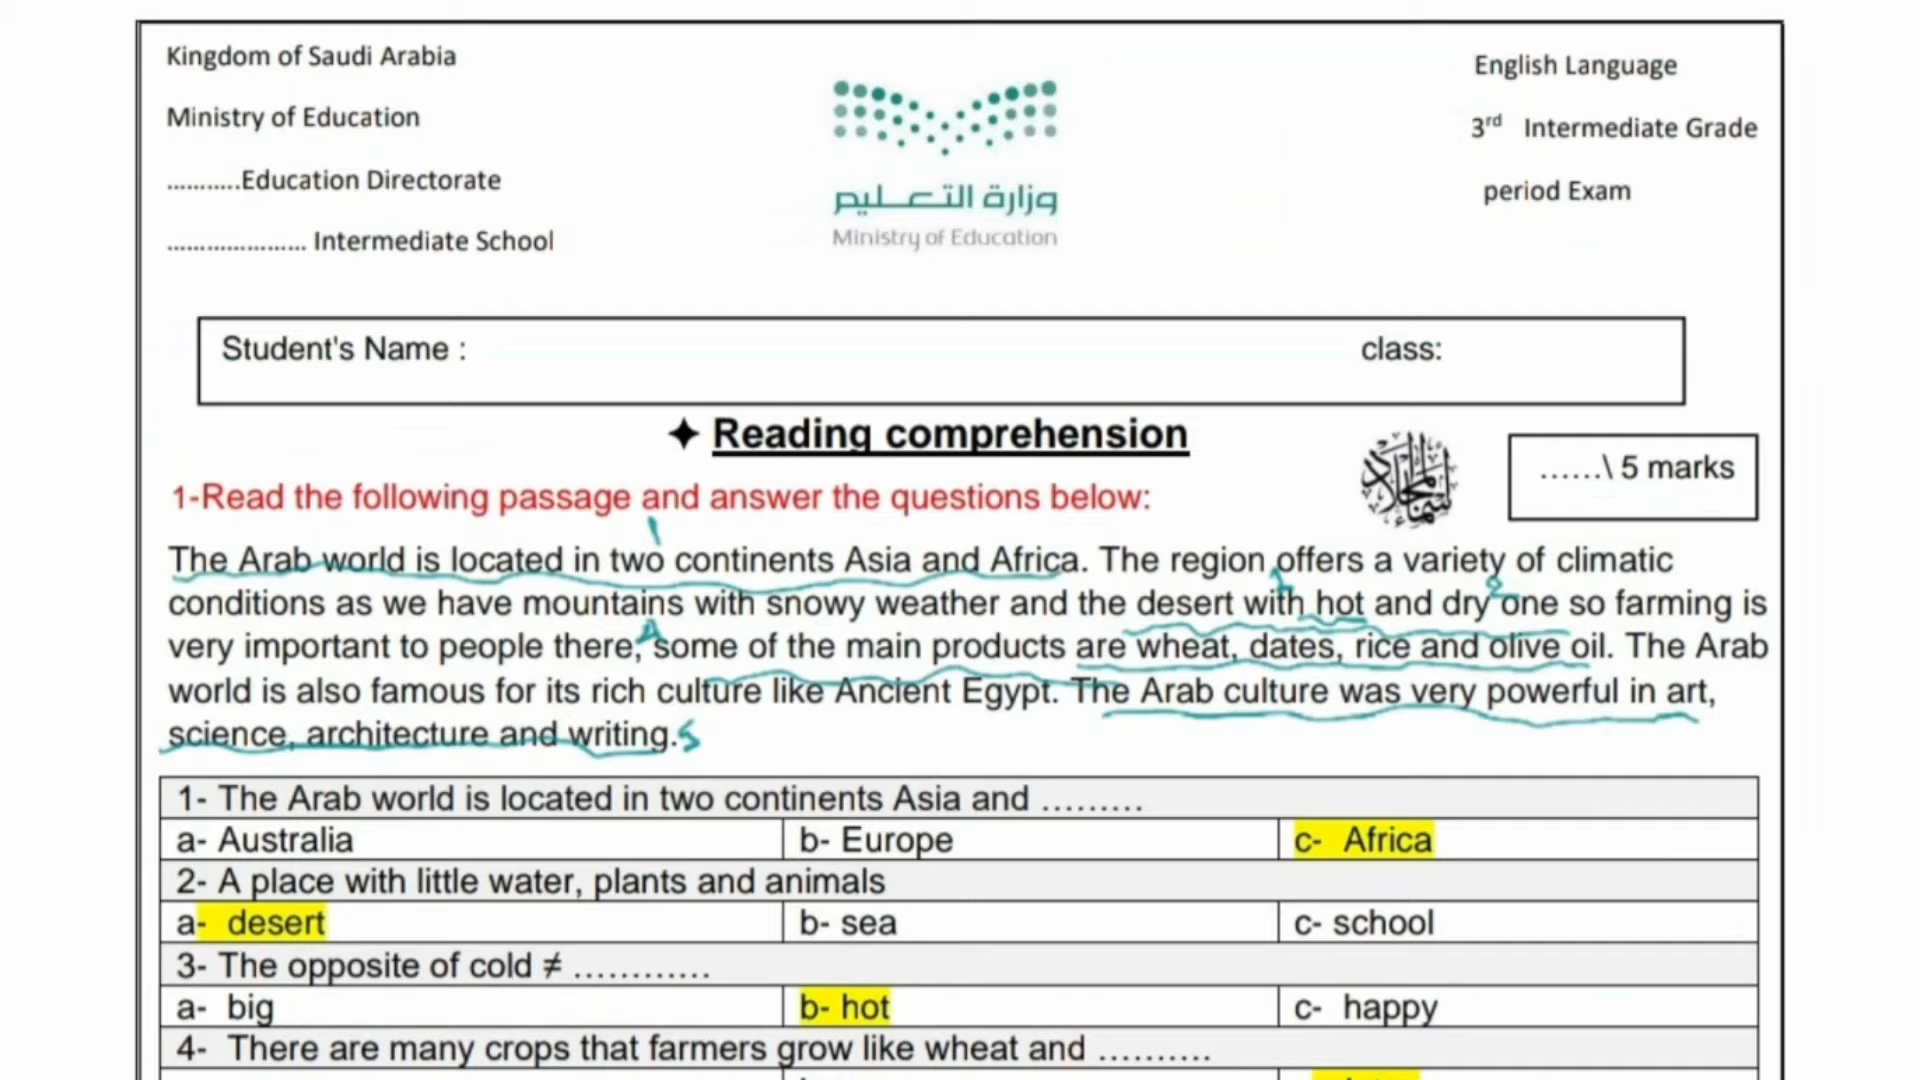 Kingdom of Saudi Arabia
Ministry of Education
...........Education Directorate
..................... Intermediate School
وزارة التعليم
Ministry of Education
English Language
3rd Intermediate Grade
period Exam
Student's Name : class:
✦ Reading comprehension
......\ 5 marks
1-Read the following passage and answer the questions below:
1
The Arab world is located in two continents Asia and Africa. The region offers a variety of climatic
conditions as we have mountains with snowy weather and the desert with hot and dry one so farming is
very important to people there, some of the main products are wheat, dates, rice and olive oil. The Arab
world is also famous for its rich culture like Ancient Egypt. The Arab culture was very powerful in art,
science, architecture and writing. 5
1- The Arab world is located in two continents Asia and .........
a- Australia b- Europe c- Africa
2- A place with little water, plants and animals
a- desert b- sea c- school
3- The opposite of cold ≠ ............
a- big b- hot c- happy
4- There are many crops that farmers grow like wheat and ..........